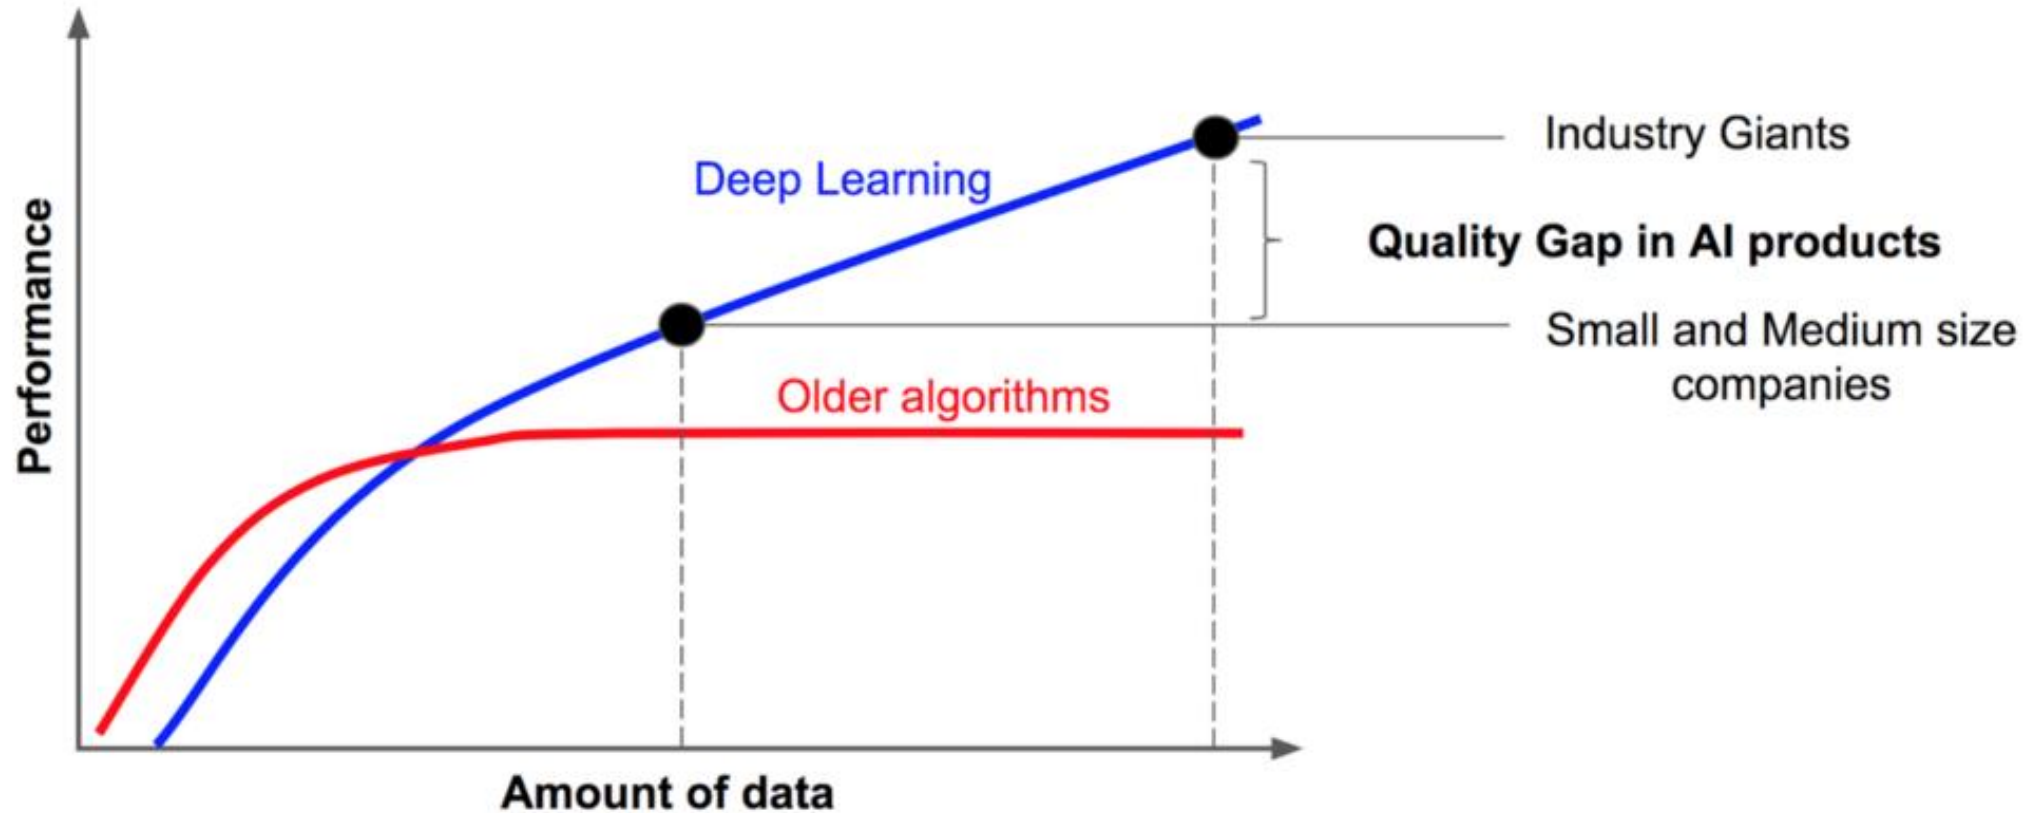 Industry Giants
Deep Learning
Quality Gap in AI products
Small and Medium size
companies
Older algorithms
Performance
Amount of data